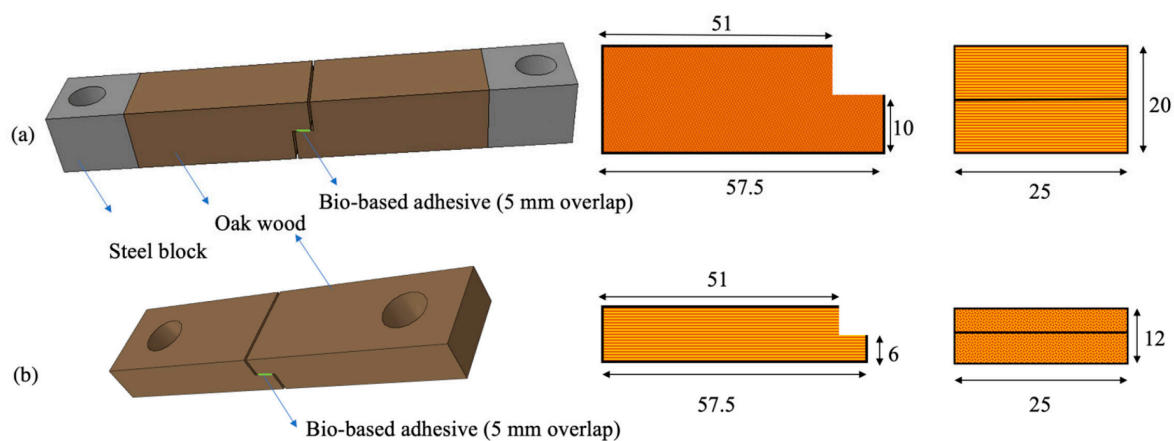 51
(a)
10
20
57.5
25
Bio-based adhesive (5 mm overlap)
Oak wood
Steel block
51
(b)
6
12
57.5
25
Bio-based adhesive (5 mm overlap)